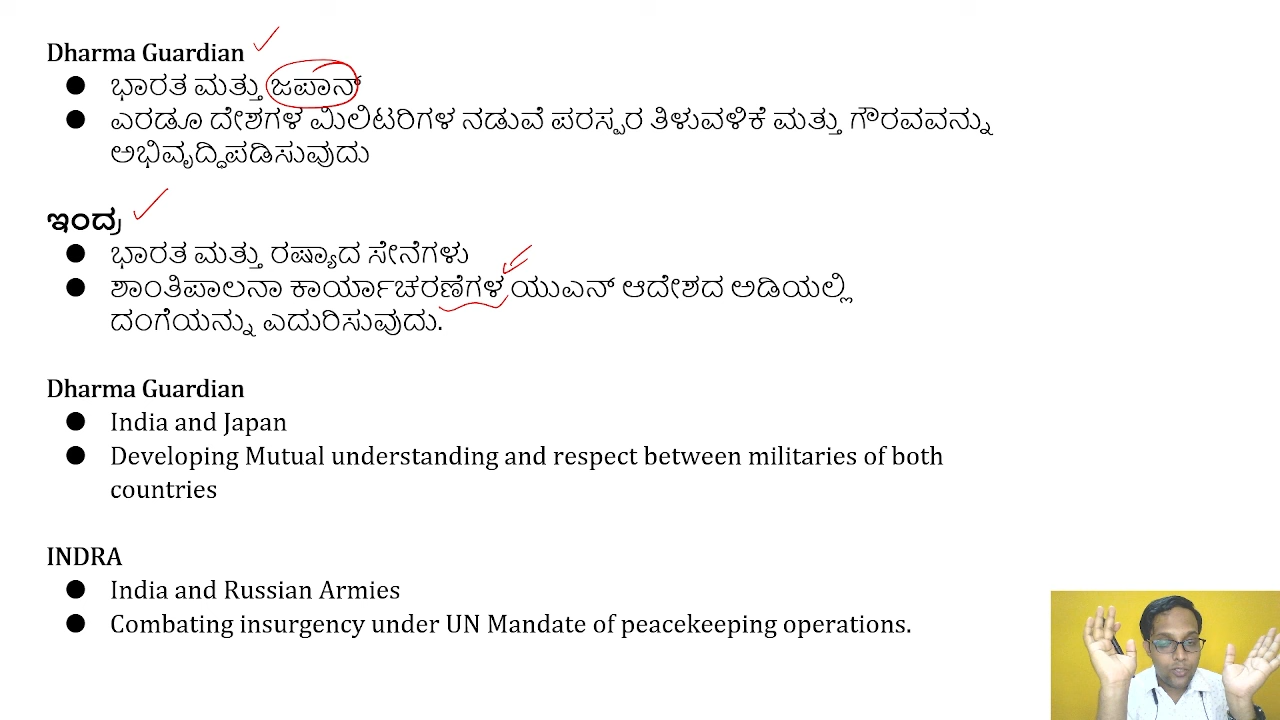 Dharma Guardian
● ಭಾರತ ಮತ್ತು ಜಪಾನ್
● ಎರಡೂ ದೇಶಗಳ ಮಿಲಿಟರಿಗಳ ನಡುವೆ ಪರಸ್ಪರ ತಿಳುವಳಿಕೆ ಮತ್ತು ಗೌರವವನ್ನು
ಅಭಿವೃದ್ಧಿಪಡಿಸುವುದು
ಇಂದ್ರ
● ಭಾರತ ಮತ್ತು ರಷ್ಯಾದ ಸೇನೆಗಳು
● ಶಾಂತಿಪಾಲನಾ ಕಾರ್ಯಾಚರಣೆಗಳ ಯುಎನ್ ಆದೇಶದ ಅಡಿಯಲ್ಲಿ
ದಂಗೆಯನ್ನು ಎದುರಿಸುವುದು.
Dharma Guardian
● India and Japan
● Developing Mutual understanding and respect between militaries of both
countries
INDRA
● India and Russian Armies
● Combating insurgency under UN Mandate of peacekeeping operations.